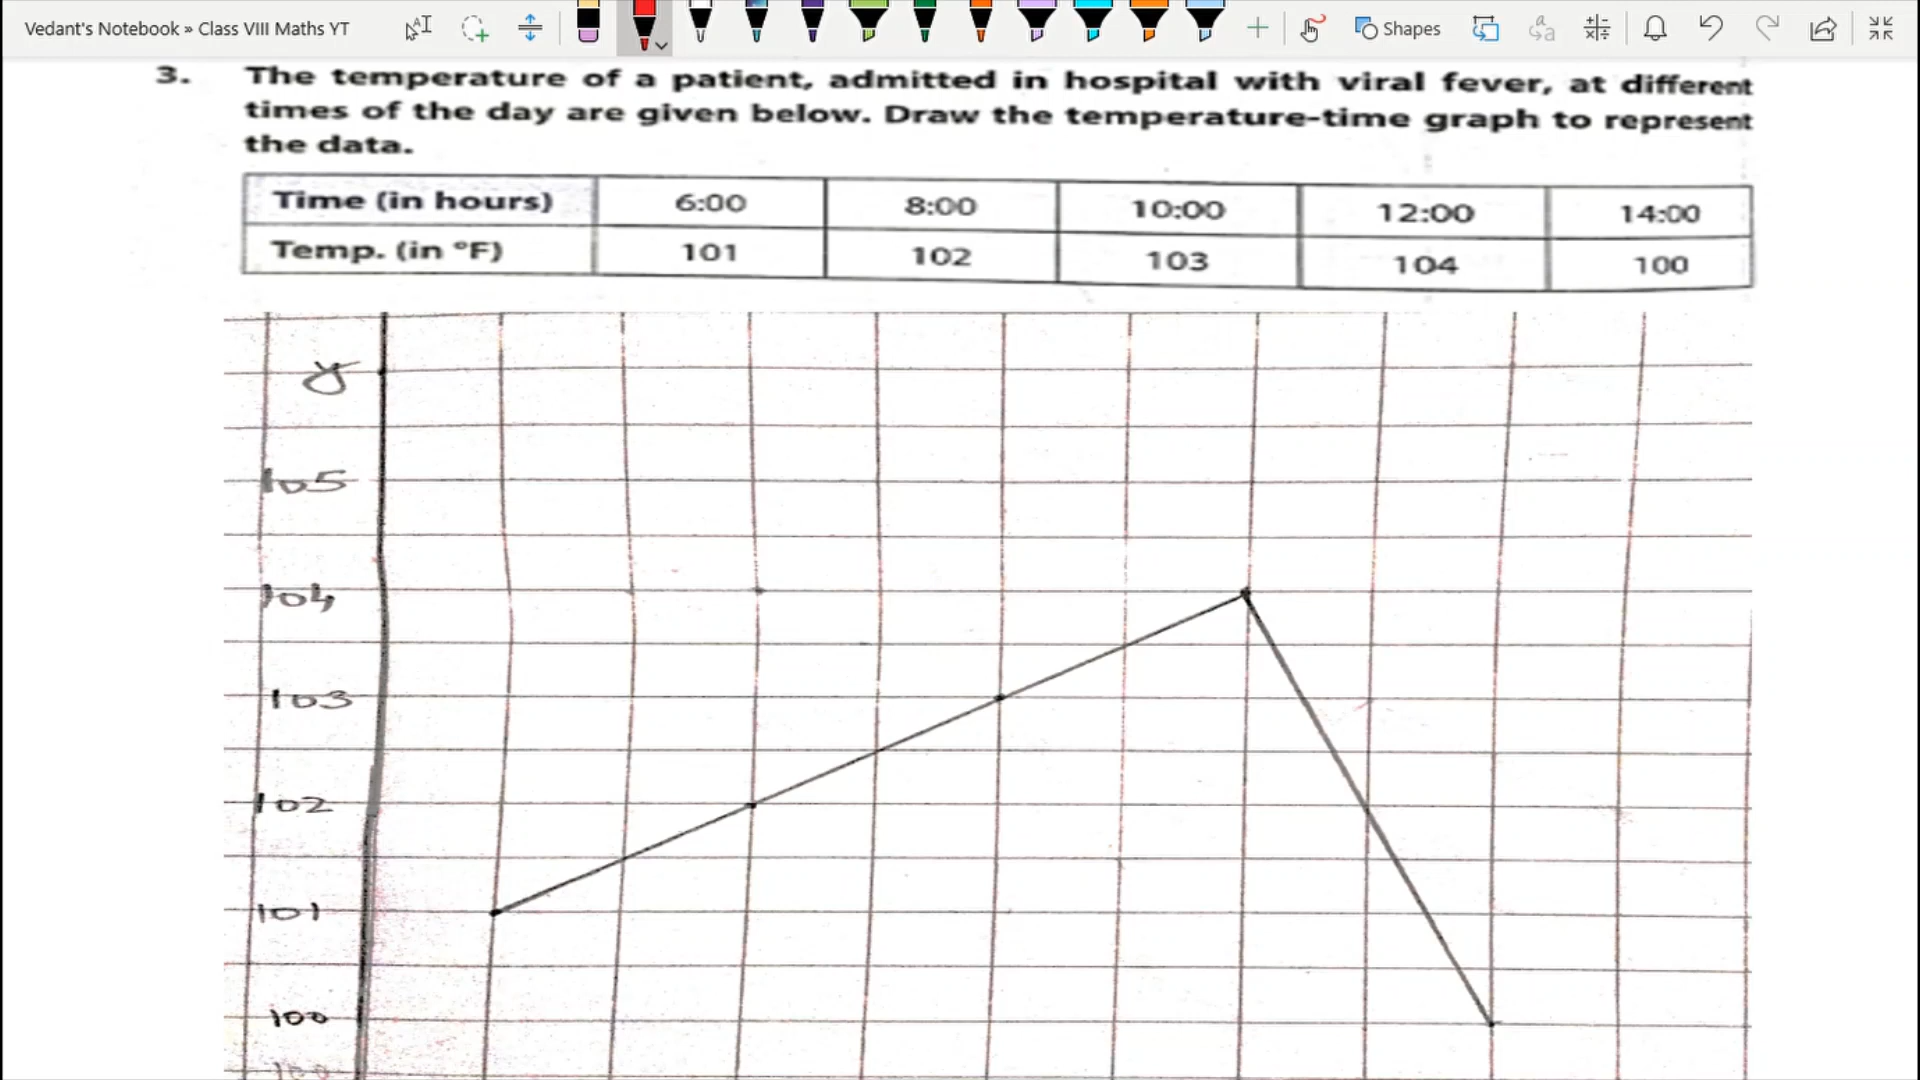 Vedant's Notebook » Class VIII Maths YT
Shapes
3. The temperature of a patient, admitted in hospital with viral fever, at different
times of the day are given below. Draw the temperature-time graph to represent
the data.
Time (in hours) 6:00 8:00 10:00 12:00 14:00
Temp. (in °F) 101 102 103 104 100
y
105
104
103
102
101
100